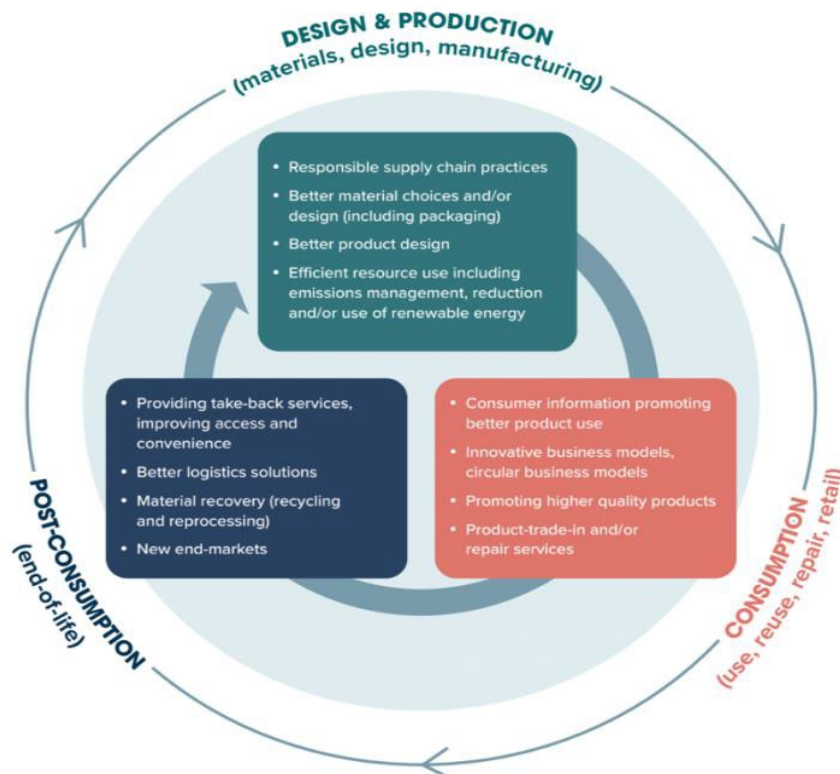 DESIGN & PRODUCTION
(materials, design, manufacturing)
• Responsible supply chain practices
• Better material choices and/or
design (including packaging)
• Better product design
• Efficient resource use including
emissions management, reduction
and/or use of renewable energy
• Consumer information promoting
better product use
• Innovative business models,
circular business models
• Promoting higher quality products
• Product-trade-in and/or
repair services
CONSUMPTION
(use, reuse, repair, retail)
• Providing take-back services,
improving access and
convenience
• Better logistics solutions
• Material recovery (recycling
and reprocessing)
• New end-markets
POST-CONSUMPTION
(end-of-life)